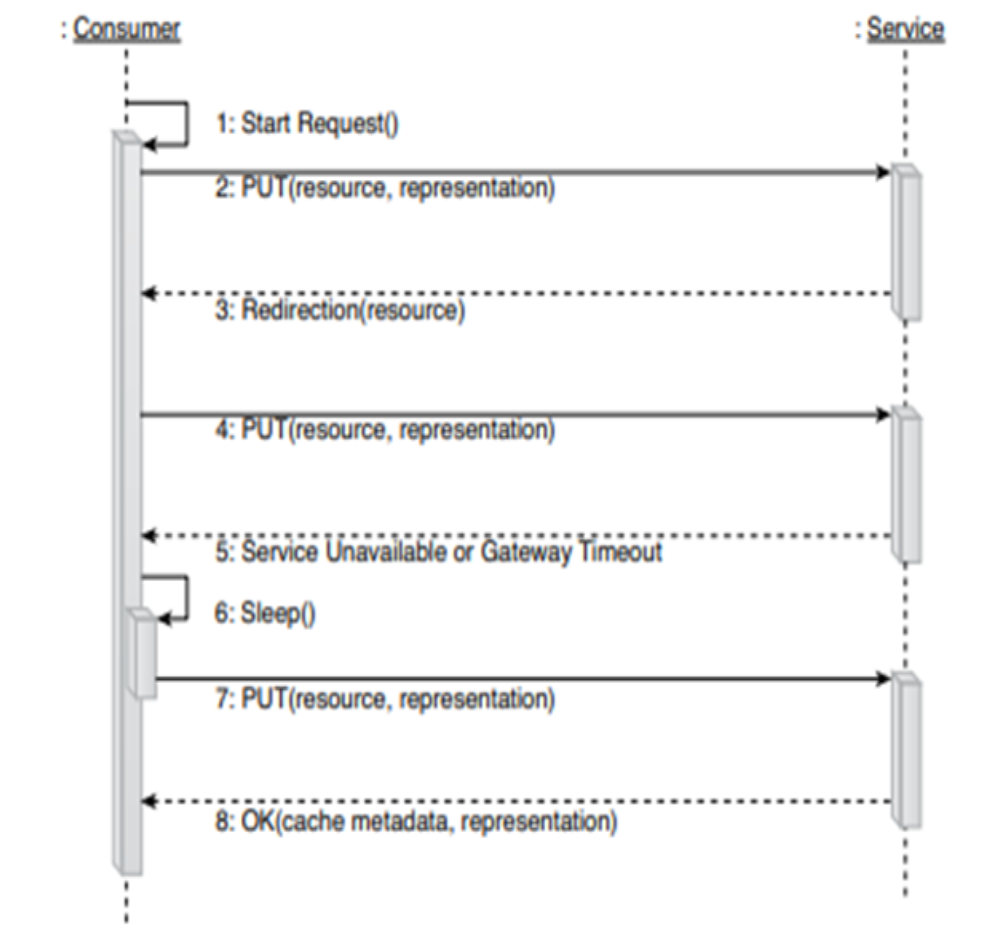 : Consumer
: Service
1: Start Request()
2: PUT(resource, representation)
3: Redirection(resource)
4: PUT(resource, representation)
5: Service Unavailable or Gateway Timeout
6: Sleep()
7: PUT(resource, representation)
8: OK(cache metadata, representation)